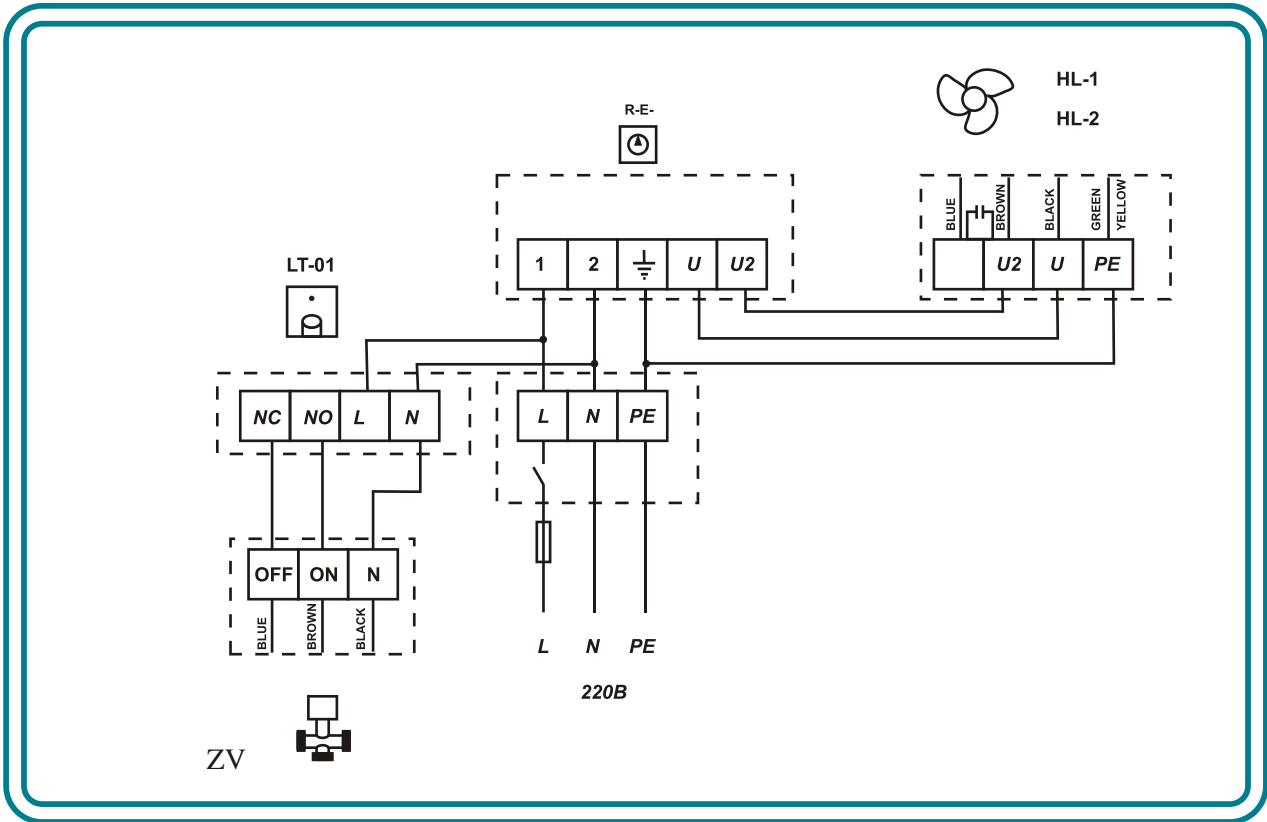 R-E-
HL-1
HL-2
BLUE
BROWN
BLACK
GREEN
YELLOW
1 2 U U2
U2 U PE
LT-01
NC NO L N
L N PE
OFF ON N
BLUE
BROWN
BLACK
L N PE
220В
ZV